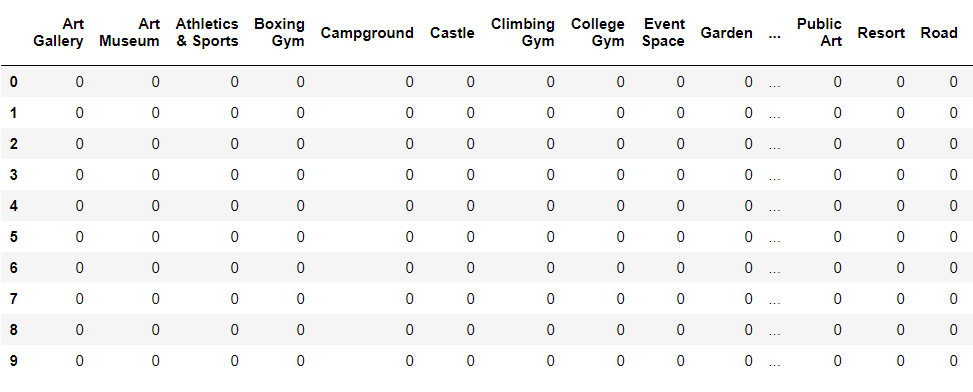 Art Gallery Art Museum Athletics & Sports Boxing Gym Campground Castle Climbing Gym College Gym Event Space Garden ... Public Art Resort Road
0 0 0 0 0 0 0 0 0 0 0 ... 0 0 0
1 0 0 0 0 0 0 0 0 0 0 ... 0 0 0
2 0 0 0 0 0 0 0 0 0 0 ... 0 0 0
3 0 0 0 0 0 0 0 0 0 0 ... 0 0 0
4 0 0 0 0 0 0 0 0 0 0 ... 0 0 0
5 0 0 0 0 0 0 0 0 0 0 ... 0 0 0
6 0 0 0 0 0 0 0 0 0 0 ... 0 0 0
7 0 0 0 0 0 0 0 0 0 0 ... 0 0 0
8 0 0 0 0 0 0 0 0 0 0 ... 0 0 0
9 0 0 0 0 0 0 0 0 0 0 ... 0 0 0